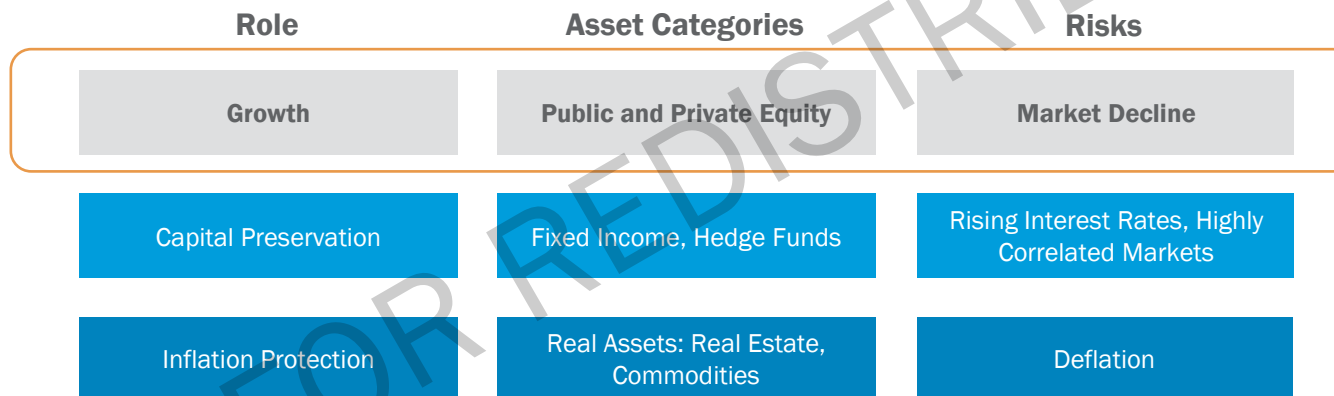 Role Asset Categories Risks
Growth Public and Private Equity Market Decline
Capital Preservation Fixed Income, Hedge Funds Rising Interest Rates, Highly
Correlated Markets
Inflation Protection Real Assets: Real Estate,
Commodities Deflation
FOR REDISTRI